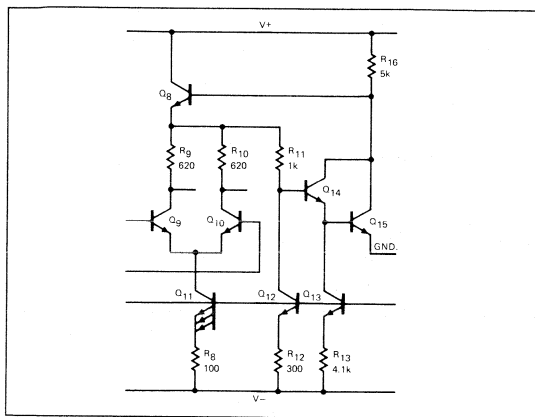 V+
R16
5k
Q8
R9
620
R10
620
R11
1k
Q14
Q9
Q10
Q15
GND.
Q11
Q12
Q13
R8
100
R12
300
R13
4.1k
V−